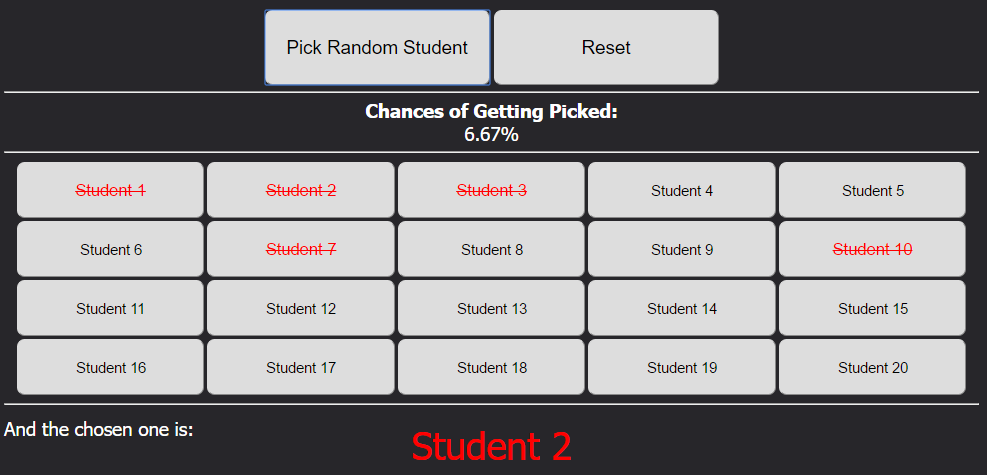 Pick Random Student Reset
Chances of Getting Picked:
6.67%
Student 1 Student 2 Student 3 Student 4 Student 5
Student 6 Student 7 Student 8 Student 9 Student 10
Student 11 Student 12 Student 13 Student 14 Student 15
Student 16 Student 17 Student 18 Student 19 Student 20
And the chosen one is:
Student 2